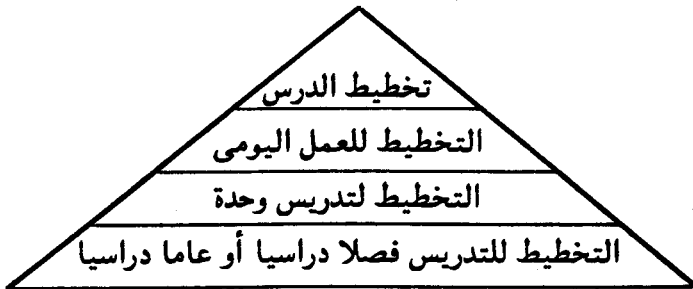 تخطيط الدرس
التخطيط للعمل اليومى
التخطيط لتدريس وحدة
التخطيط للتدريس فصلا دراسيا أو عاما دراسيا